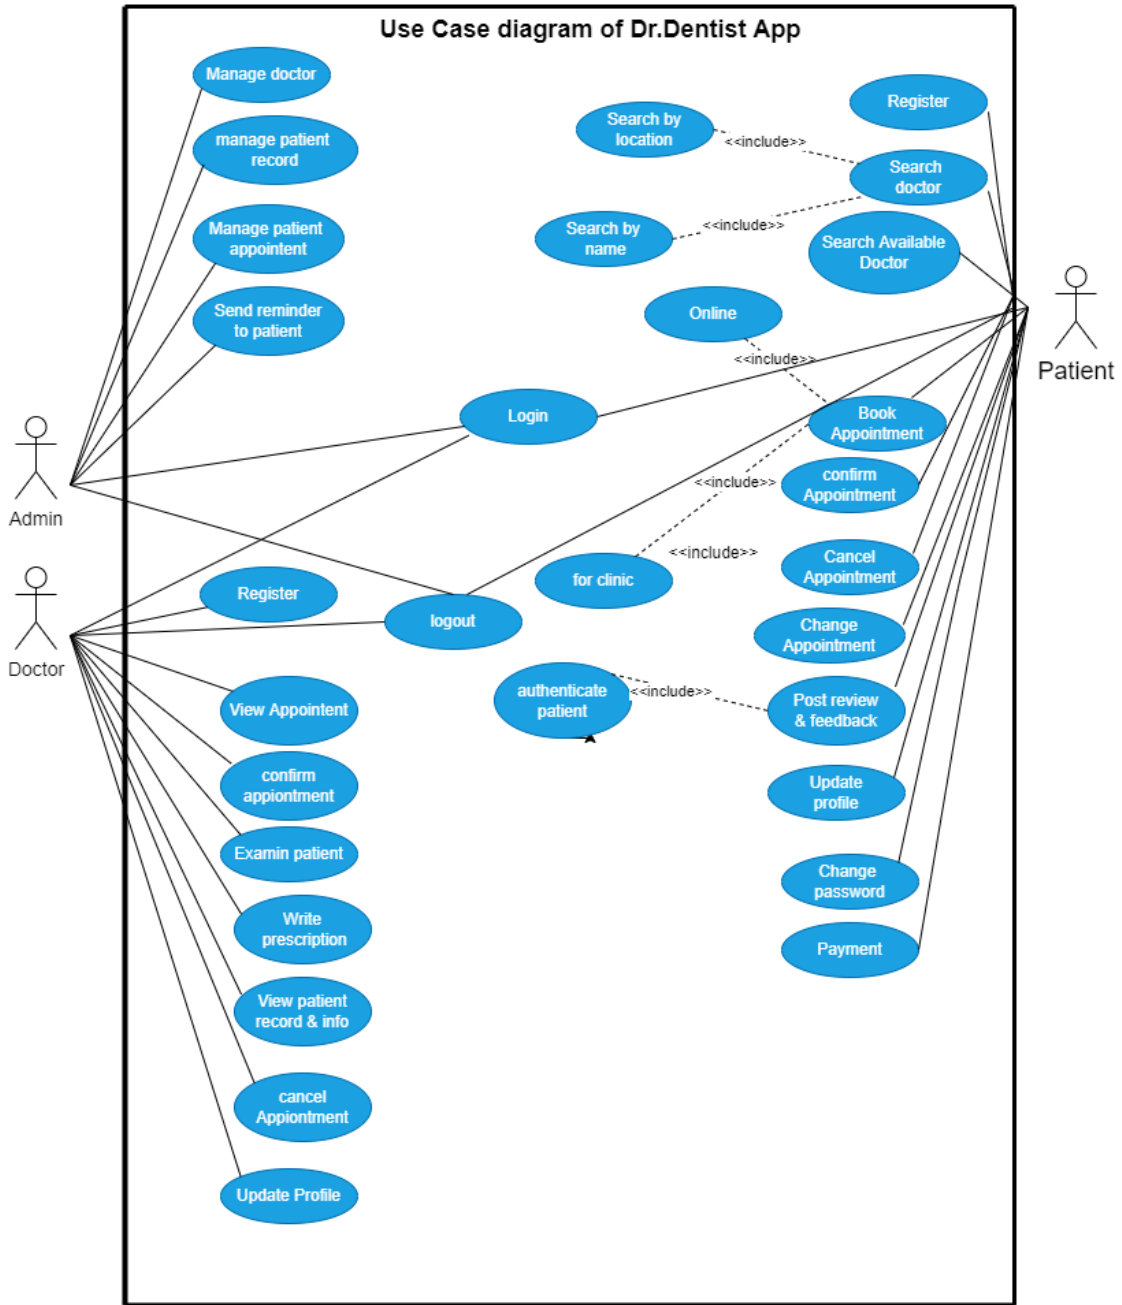 Use Case diagram of Dr.Dentist App
Manage doctor
manage patient
record
Manage patient
appointent
Send reminder
to patient
Search by
location
<<include>>
Register
Search
doctor
Search by
name
<<include>>
Search Available
Doctor
Online
<<include>>
Patient
Login
Book
Appointment
<<include>>
confirm
Appointment
Admin
<<include>>
for clinic
Cancel
Appointment
Doctor
Register
logout
Change
Appointment
authenticate
patient
<<include>>
Post review
& feedback
View Appointent
confirm
appiontment
Update
profile
Examin patient
Change
password
Write
prescription
Payment
View patient
record & info
cancel
Appiontment
Update Profile